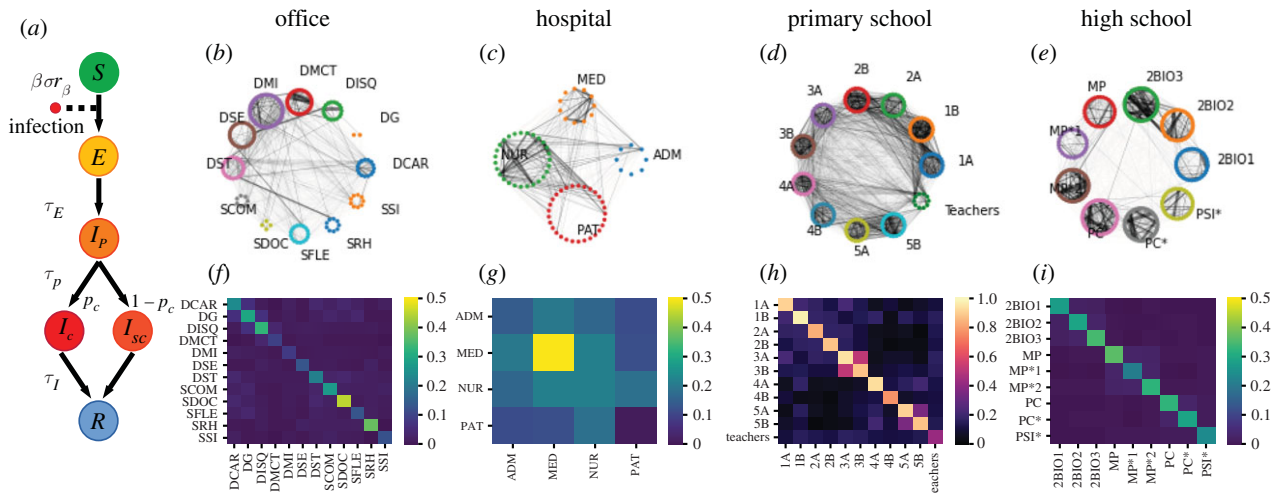 office
hospital
primary school
high school
(a)
S
βσr_β
infection
E
τ_E
I_P
τ_p
p_c
1 – p_c
I_c
I_sc
τ_I
R
(b)
DMCT
DMI
DISQ
DSE
DG
DST
DCAR
SCOM
SSI
SDOC
SRH
SFLE
(c)
MED
NUR
ADM
PAT
(d)
2B
2A
3A
1B
3B
1A
4A
Teachers
4B
5B
5A
(e)
2BIO3
MP
2BIO2
MP*1
2BIO1
MP*2
PSI*
PC
PC*
(f)
DCAR
DG
DISQ
DMCT
DMI
DSE
DST
SCOM
SDOC
SFLE
SRH
SSI
DCAR
DG
DISQ
DMCT
DMI
DSE
DST
SCOM
SDOC
SFLE
SRH
SSI
0.5
0.4
0.3
0.2
0.1
0
(g)
ADM
MED
NUR
PAT
ADM
MED
NUR
PAT
0.5
0.4
0.3
0.2
0.1
0
(h)
1A
1B
2A
2B
3A
3B
4A
4B
5A
5B
teachers
1A
1B
2A
2B
3A
3B
4A
4B
5A
5B
eachers
1.0
0.8
0.6
0.4
0.2
0
(i)
2BIO1
2BIO2
2BIO3
MP
MP*1
MP*2
PC
PC*
PSI*
2BIO1
2BIO2
2BIO3
MP
MP*1
MP*2
PC
PC*
PSI*
0.5
0.4
0.3
0.2
0.1
0